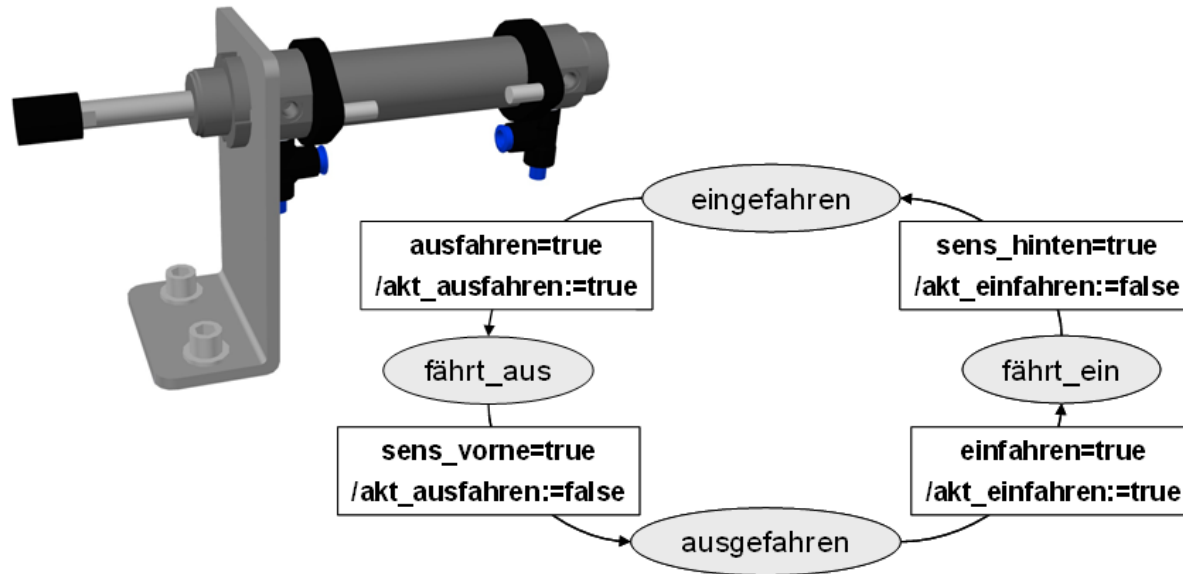 eingefahren
ausfahren=true
/akt_ausfahren:=true
sens_hinten=true
/akt_einfahren:=false
fährt_aus
fährt_ein
sens_vorne=true
/akt_ausfahren:=false
einfahren=true
/akt_einfahren:=true
ausgefahren